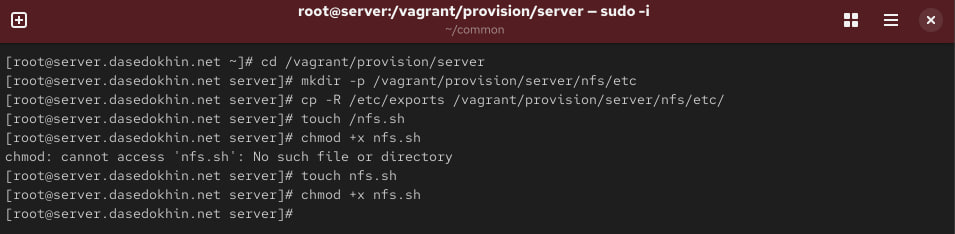 root@server:/vagrant/provision/server — sudo -i
~/common
[root@server.dasedokhin.net ~]# cd /vagrant/provision/server
[root@server.dasedokhin.net server]# mkdir -p /vagrant/provision/server/nfs/etc
[root@server.dasedokhin.net server]# cp -R /etc/exports /vagrant/provision/server/nfs/etc/
[root@server.dasedokhin.net server]# touch /nfs.sh
[root@server.dasedokhin.net server]# chmod +x nfs.sh
chmod: cannot access 'nfs.sh': No such file or directory
[root@server.dasedokhin.net server]# touch nfs.sh
[root@server.dasedokhin.net server]# chmod +x nfs.sh
[root@server.dasedokhin.net server]#